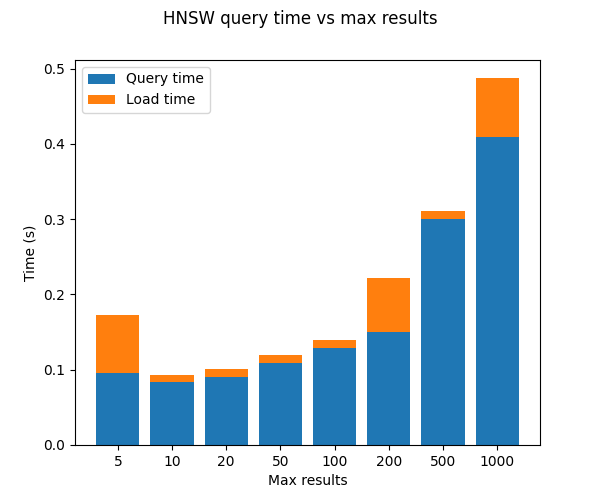 HNSW query time vs max results
Query time
Load time
Time (s)
0.5
0.4
0.3
0.2
0.1
0.0
5 10 20 50 100 200 500 1000
Max results